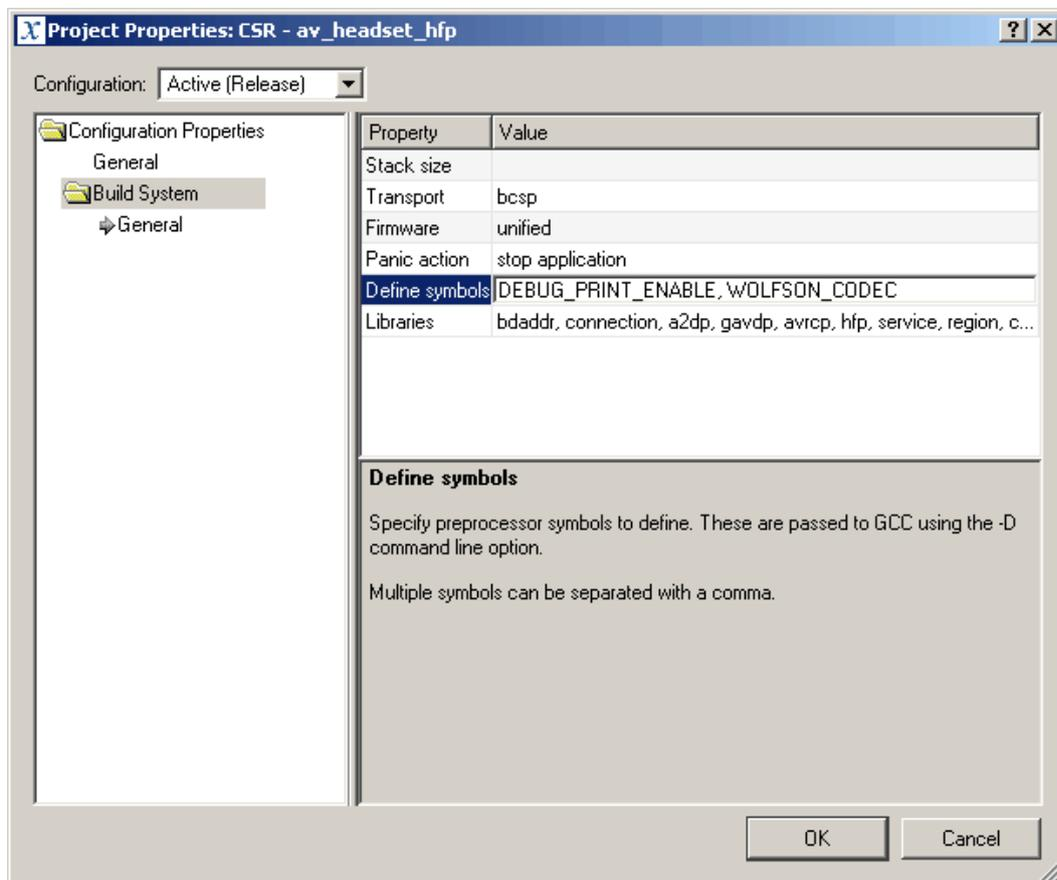 Project Properties: CSR - av_headset_hfp
Configuration: Active (Release)
Configuration Properties
General
Build System
General
Property Value
Stack size
Transport bcsp
Firmware unified
Panic action stop application
Define symbols DEBUG_PRINT_ENABLE, WOLFSON_CODEC
Libraries bdaddr, connection, a2dp, gavdp, avrcp, hfp, service, region, c...
Define symbols
Specify preprocessor symbols to define. These are passed to GCC using the -D
command line option.
Multiple symbols can be separated with a comma.
OK Cancel